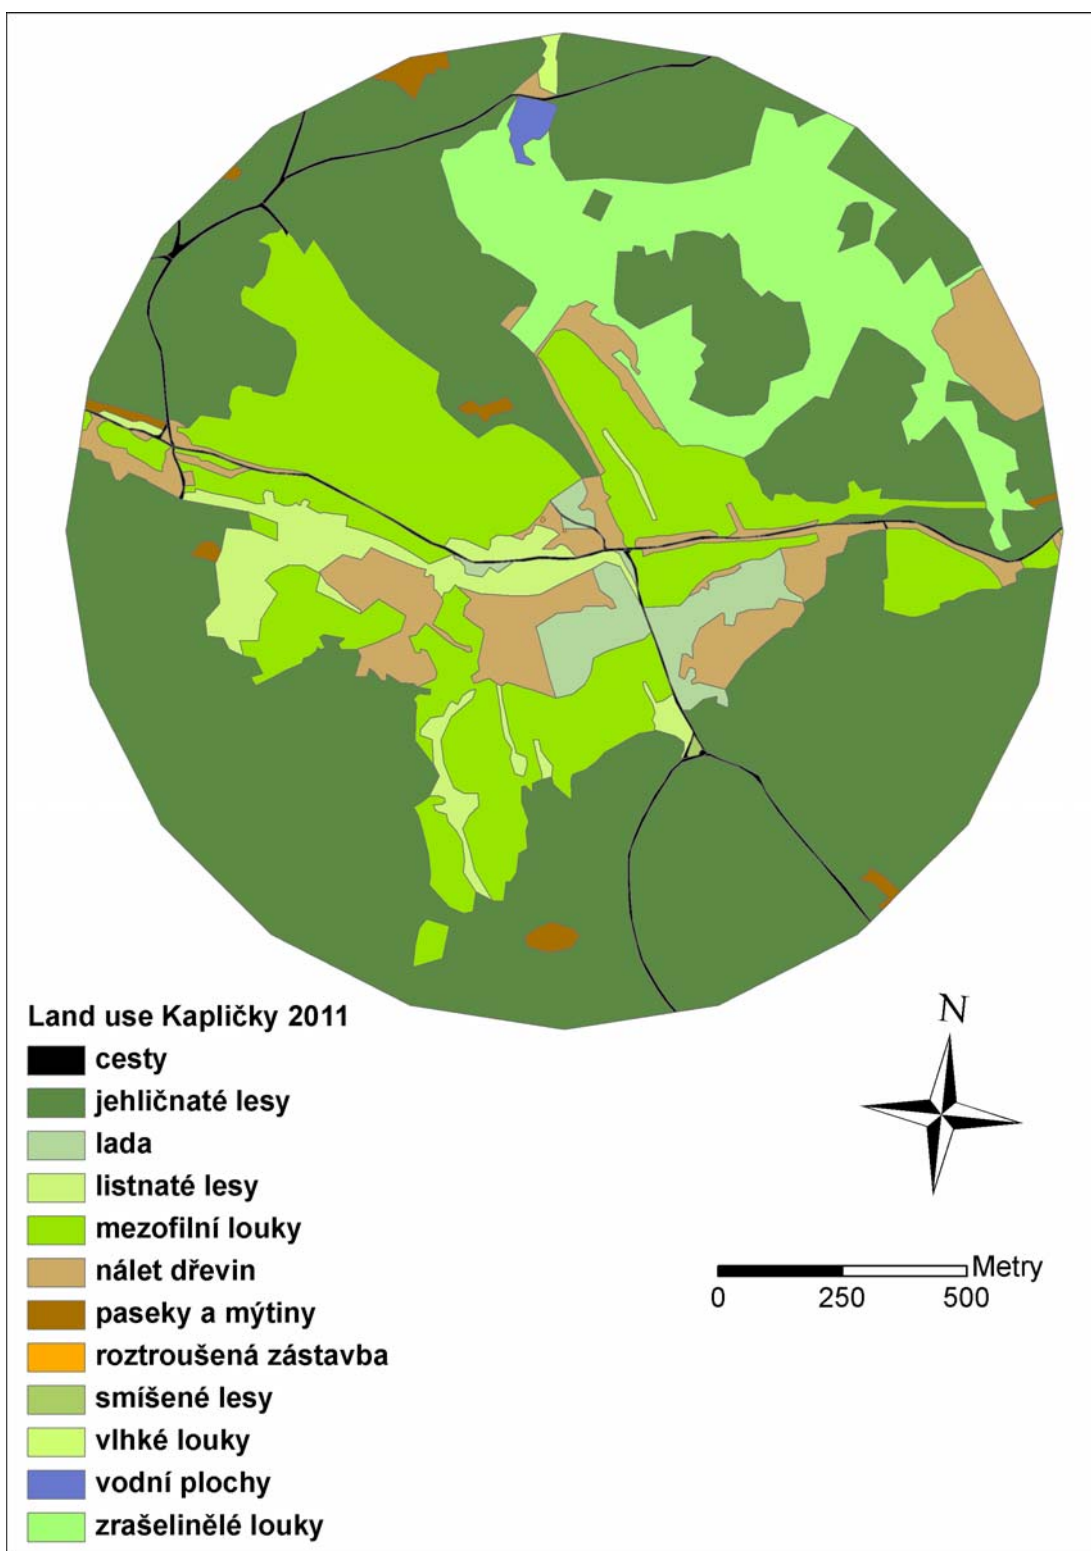 Land use Kapličky 2011
cesty
jehličnaté lesy
lada
listnaté lesy
mezofilní louky
nálet dřevin
paseky a mýtiny
roztroušená zástavba
smíšené lesy
vlhké louky
vodní plochy
zrašelinělé louky
N
Metry
0 250 500